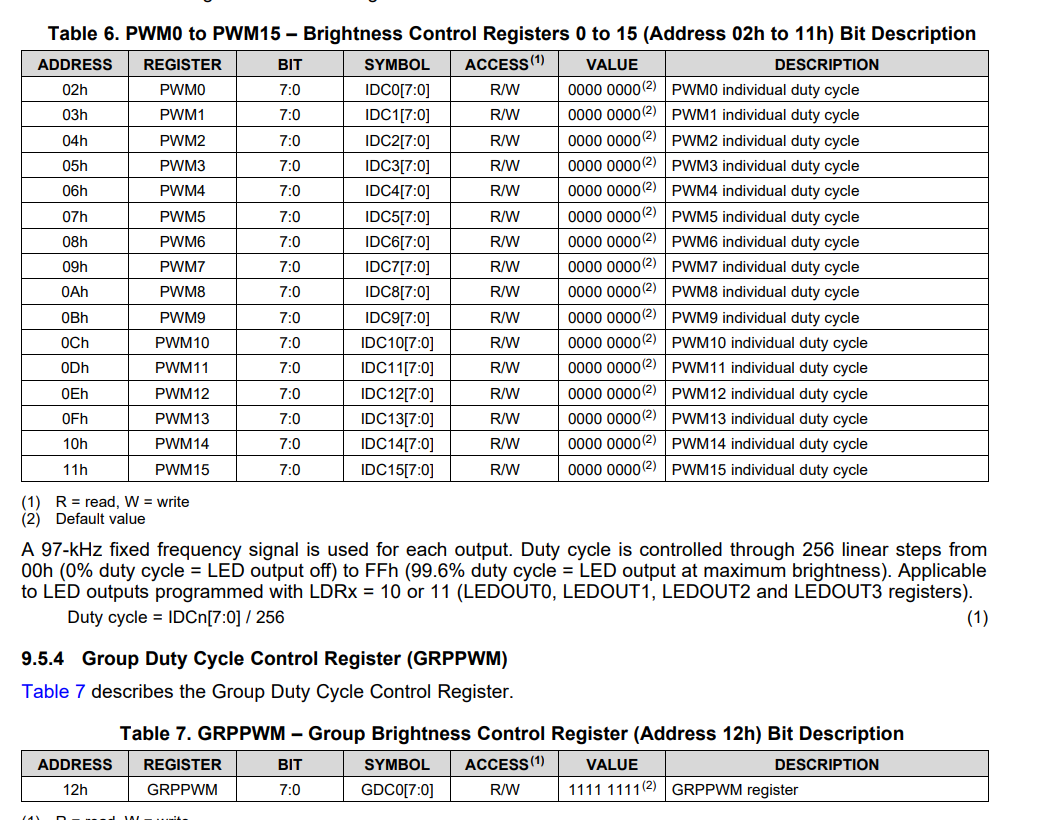 Table 6. PWM0 to PWM15 – Brightness Control Registers 0 to 15 (Address 02h to 11h) Bit Description
ADDRESS REGISTER BIT SYMBOL ACCESS(1) VALUE DESCRIPTION
02h PWM0 7:0 IDC0[7:0] R/W 0000 0000(2) PWM0 individual duty cycle
03h PWM1 7:0 IDC1[7:0] R/W 0000 0000(2) PWM1 individual duty cycle
04h PWM2 7:0 IDC2[7:0] R/W 0000 0000(2) PWM2 individual duty cycle
05h PWM3 7:0 IDC3[7:0] R/W 0000 0000(2) PWM3 individual duty cycle
06h PWM4 7:0 IDC4[7:0] R/W 0000 0000(2) PWM4 individual duty cycle
07h PWM5 7:0 IDC5[7:0] R/W 0000 0000(2) PWM5 individual duty cycle
08h PWM6 7:0 IDC6[7:0] R/W 0000 0000(2) PWM6 individual duty cycle
09h PWM7 7:0 IDC7[7:0] R/W 0000 0000(2) PWM7 individual duty cycle
0Ah PWM8 7:0 IDC8[7:0] R/W 0000 0000(2) PWM8 individual duty cycle
0Bh PWM9 7:0 IDC9[7:0] R/W 0000 0000(2) PWM9 individual duty cycle
0Ch PWM10 7:0 IDC10[7:0] R/W 0000 0000(2) PWM10 individual duty cycle
0Dh PWM11 7:0 IDC11[7:0] R/W 0000 0000(2) PWM11 individual duty cycle
0Eh PWM12 7:0 IDC12[7:0] R/W 0000 0000(2) PWM12 individual duty cycle
0Fh PWM13 7:0 IDC13[7:0] R/W 0000 0000(2) PWM13 individual duty cycle
10h PWM14 7:0 IDC14[7:0] R/W 0000 0000(2) PWM14 individual duty cycle
11h PWM15 7:0 IDC15[7:0] R/W 0000 0000(2) PWM15 individual duty cycle
(1) R = read, W = write
(2) Default value
A 97-kHz fixed frequency signal is used for each output. Duty cycle is controlled through 256 linear steps from
00h (0% duty cycle = LED output off) to FFh (99.6% duty cycle = LED output at maximum brightness). Applicable
to LED outputs programmed with LDRx = 10 or 11 (LEDOUT0, LEDOUT1, LEDOUT2 and LEDOUT3 registers).
Duty cycle = IDCn[7:0] / 256 (1)
9.5.4 Group Duty Cycle Control Register (GRPPWM)
Table 7 describes the Group Duty Cycle Control Register.
Table 7. GRPPWM – Group Brightness Control Register (Address 12h) Bit Description
ADDRESS REGISTER BIT SYMBOL ACCESS(1) VALUE DESCRIPTION
12h GRPPWM 7:0 GDC0[7:0] R/W 1111 1111(2) GRPPWM register
(1) R = read, W = write